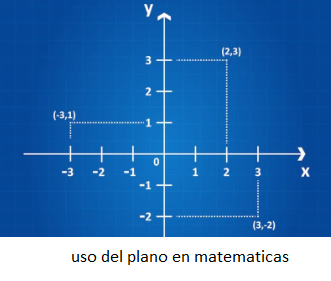 y
3
(2,3)
2
(-3,1)
1
-3 -2 -1 0 1 2 3 x
-1
-2
(3,-2)
uso del plano en matematicas